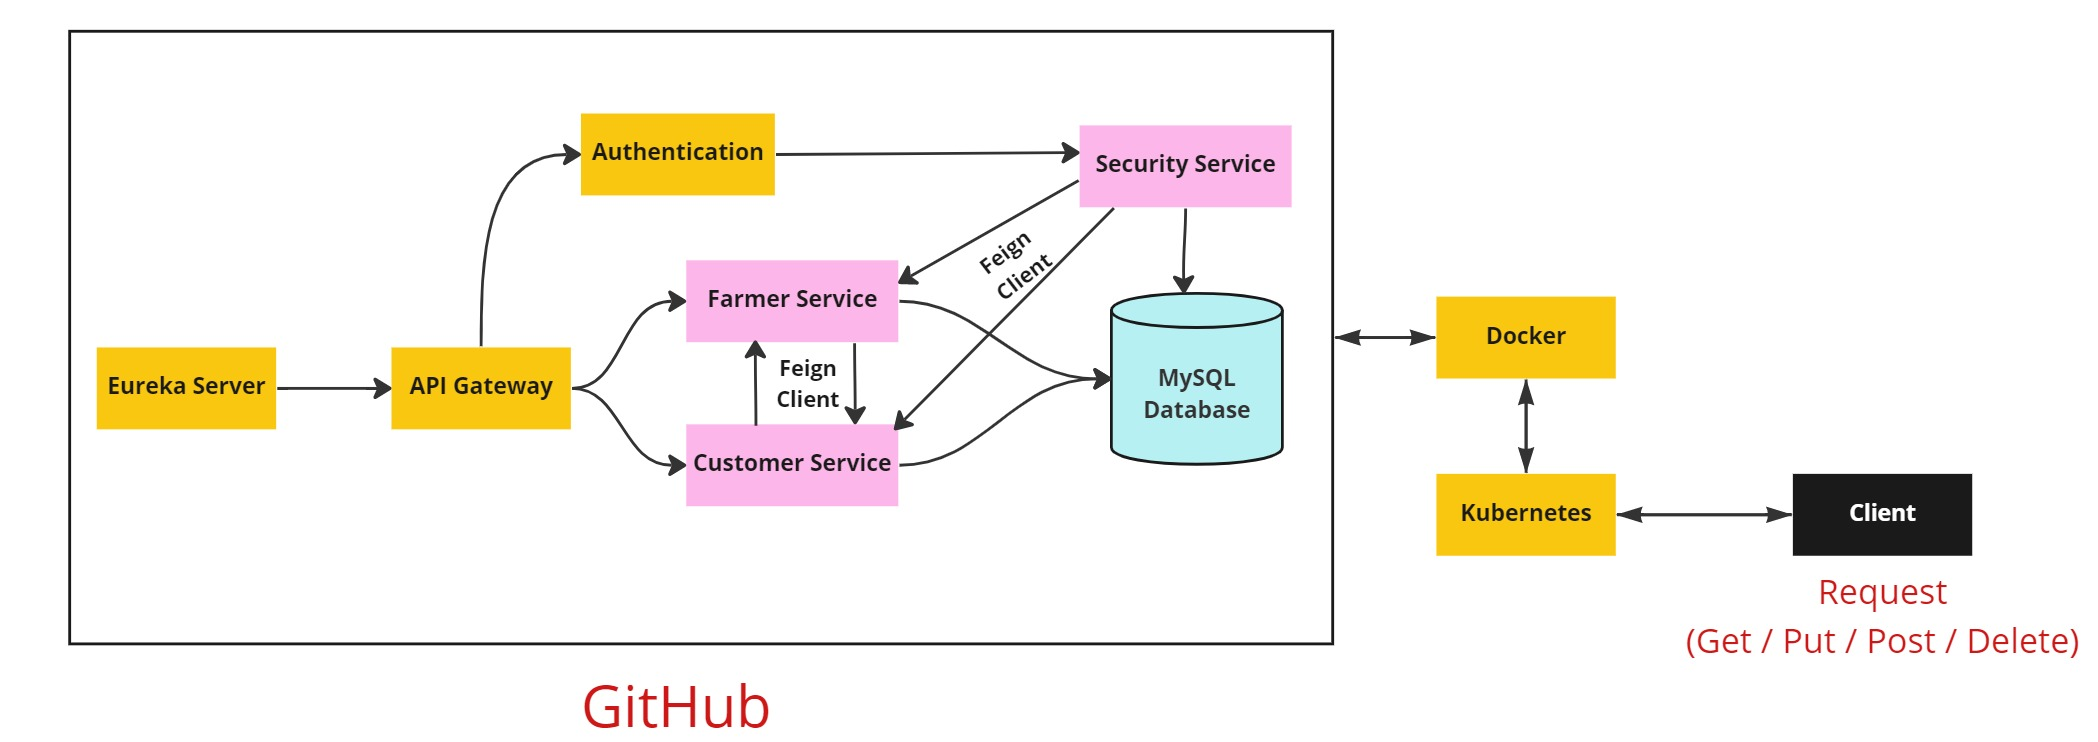 Authentication
Security Service
Feign
Client
Farmer Service
Eureka Server
API Gateway
Feign
Client
Customer Service
MySQL
Database
Docker
Kubernetes
Client
Request
(Get / Put / Post / Delete)
GitHub